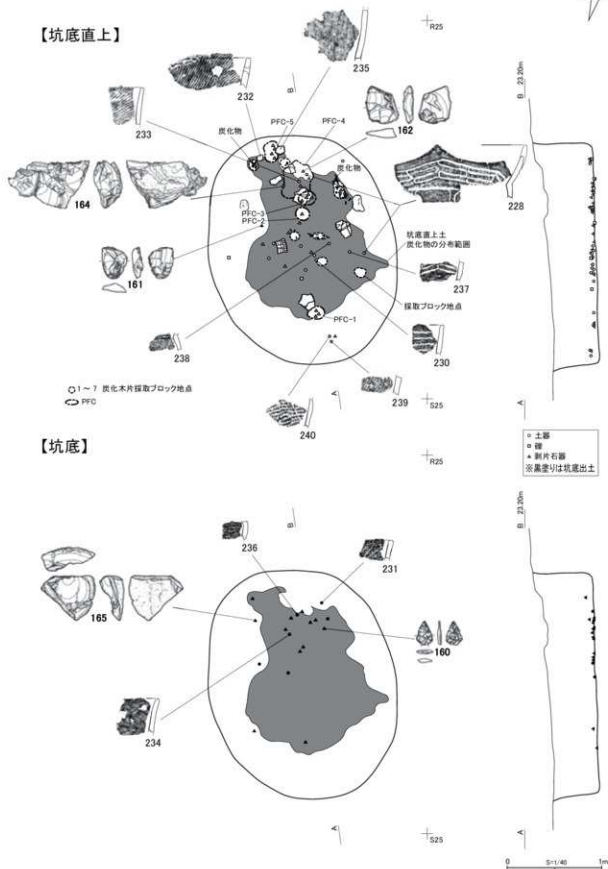 【坑底直上】
235
R25
232
B
B
23.20m
233
PFC-5
PFC-4
162
炭化物
炭化物
164
228
PFC-3
PFC-2
坑底直上土
炭化物の分布範囲
161
237
採取ブロック地点
PFC-1
238
230
1～7 炭化木片採取ブロック地点
PFC
239
240
A
S25
A
【坑底】
R25
土器
礫
剥片石器
※黒塗りは坑底出土
B
B
23.20m
236
231
165
160
234
A
S25
A
0
S=1/40
1m